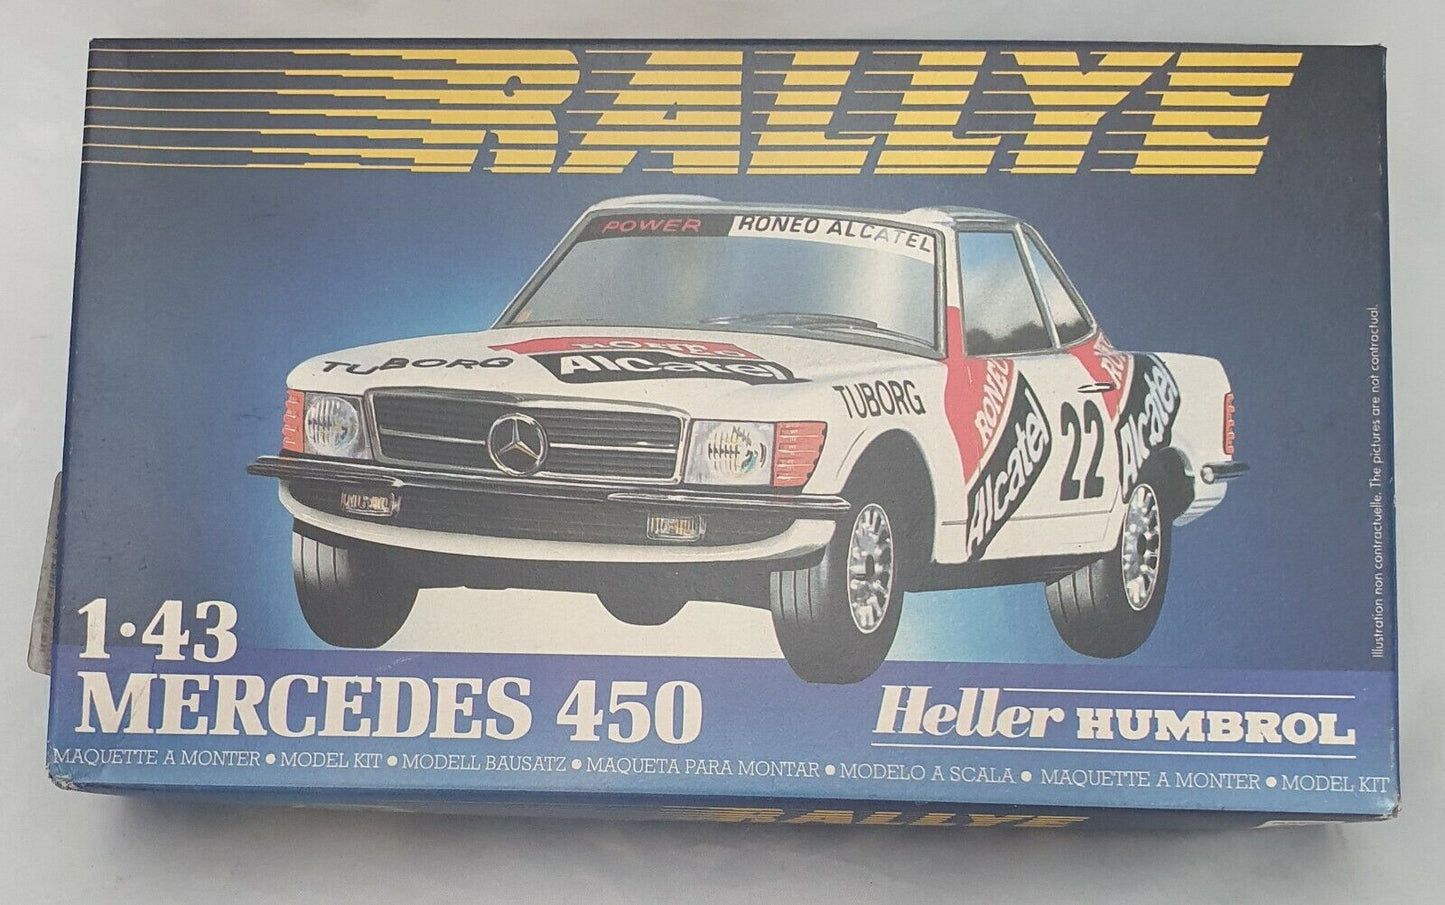 RALLYE
POWER RONEO ALCATEL
TUBORG
Alcatel
TUBORG
RONEO
Alcatel
22
Alcatel
Illustration non contractuelle. The pictures are not contractual.
1·43
MERCEDES 450
Heller HUMBROL
MAQUETTE A MONTER ● MODEL KIT ● MODELL BAUSATZ ● MAQUETA PARA MONTAR ● MODELO A SCALA ● MAQUETTE A MONTER ● MODEL KIT
RALLYE